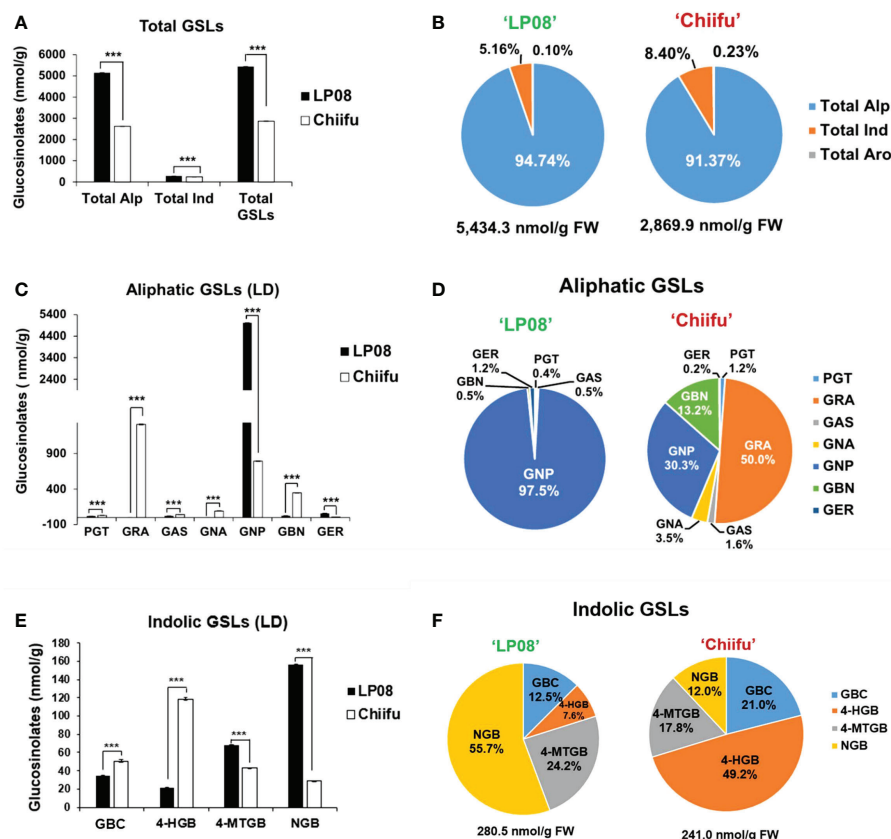 A
Total GSLs
Glucosinolates (nmol/g)
6000
5000
4000
3000
2000
1000
0
***
***
***
Total Alp
Total Ind
Total
GSLs
LP08
Chiifu
B
'LP08'
'Chiifu'
5.16%
0.10%
94.74%
8.40%
0.23%
91.37%
5,434.3 nmol/g FW
2,869.9 nmol/g FW
Total Alp
Total Ind
Total Aro
C
Aliphatic GSLs (LD)
Glucosinolates ( nmol/g)
5400
4400
3400
2400
900
400
-100
***
***
***
***
***
***
***
PGT
GRA
GAS
GNA
GNP
GBN
GER
LP08
Chiifu
D
Aliphatic GSLs
'LP08'
'Chiifu'
GER
1.2%
PGT
0.4%
GBN
0.5%
GAS
0.5%
GNP
97.5%
GER
0.2%
PGT
1.2%
GBN
13.2%
GRA
50.0%
GNP
30.3%
GNA
3.5%
GAS
1.6%
PGT
GRA
GAS
GNA
GNP
GBN
GER
E
Indolic GSLs (LD)
Glucosinolates (nmol/g)
180
160
140
120
100
80
60
40
20
0
***
***
***
***
GBC
4-HGB
4-MTGB
NGB
LP08
Chiifu
F
Indolic GSLs
'LP08'
'Chiifu'
GBC
12.5%
4-HGB
7.6%
NGB
55.7%
4-MTGB
24.2%
NGB
12.0%
GBC
21.0%
4-MTGB
17.8%
4-HGB
49.2%
280.5 nmol/g FW
241.0 nmol/g FW
GBC
4-HGB
4-MTGB
NGB